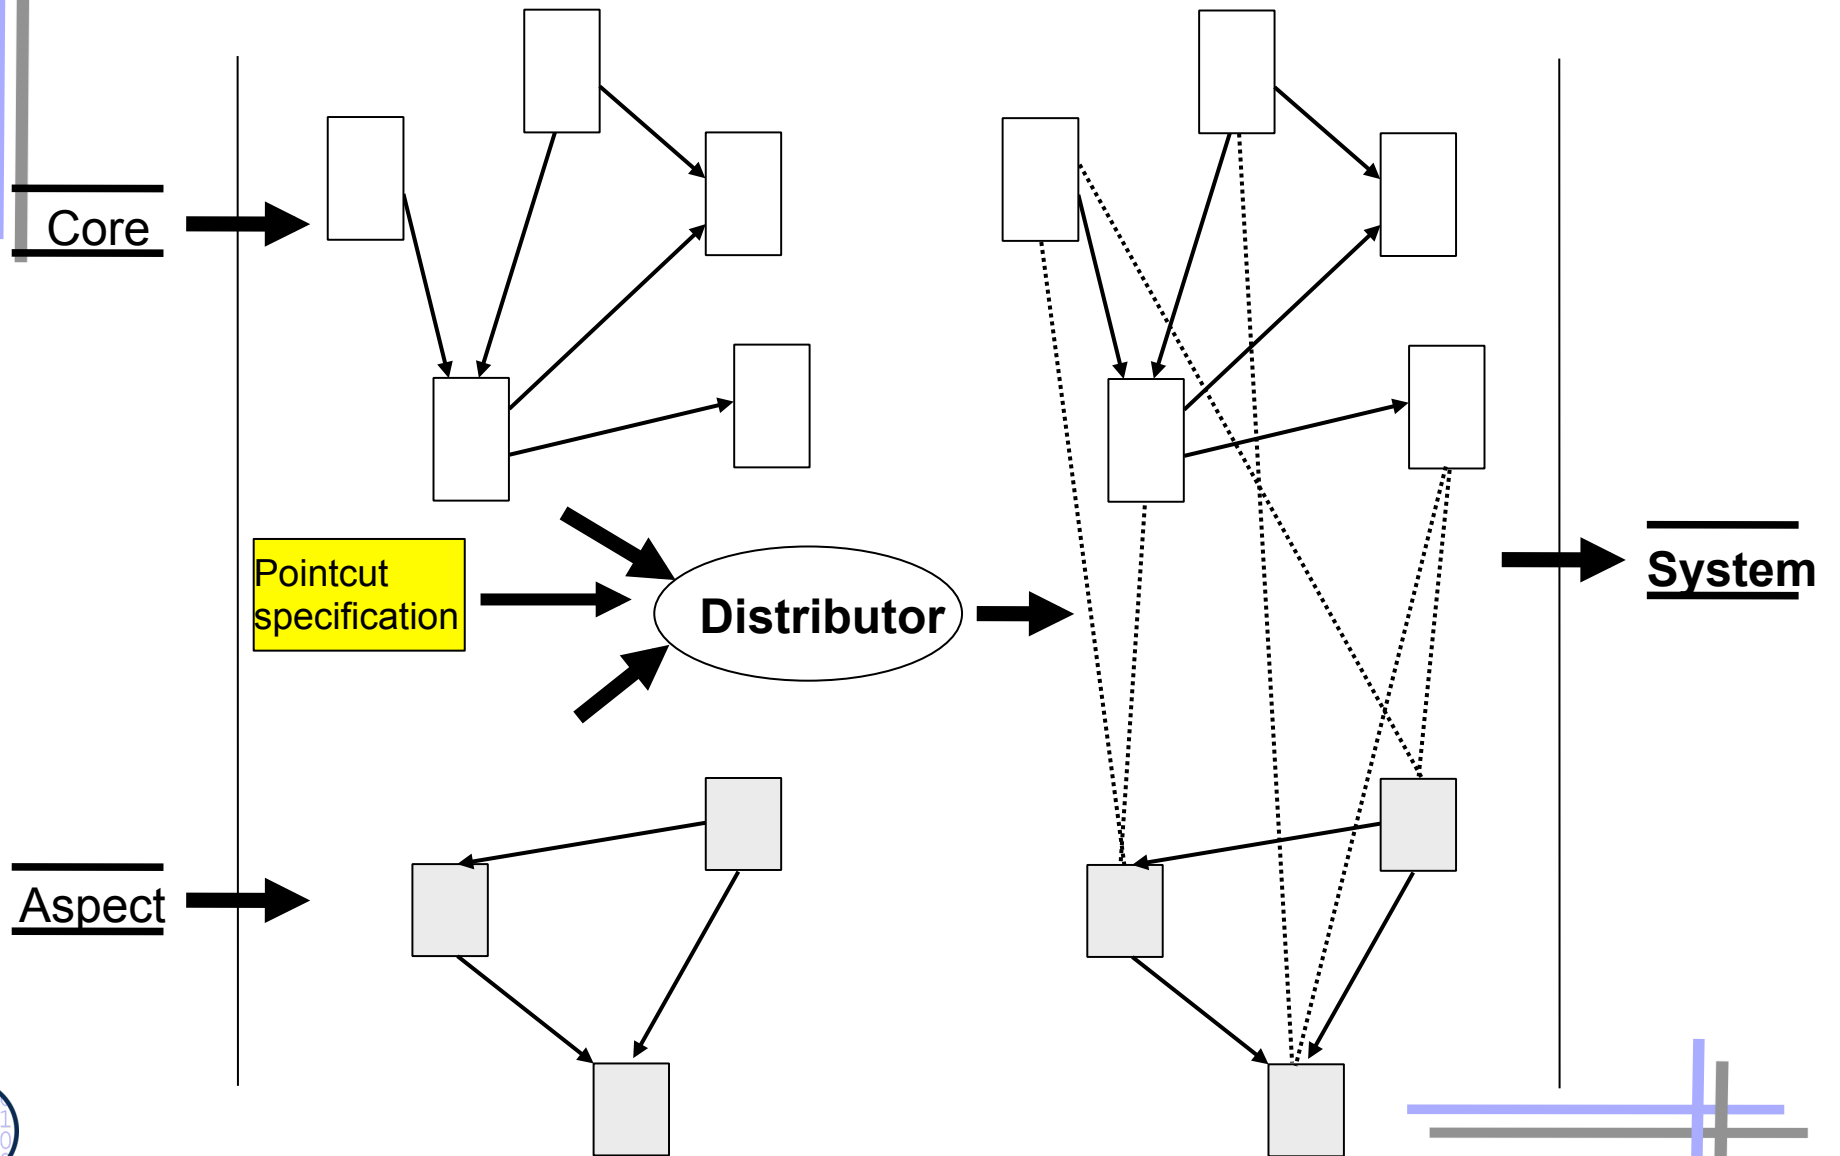 Core
Pointcut
specification
Distributor
System
Aspect